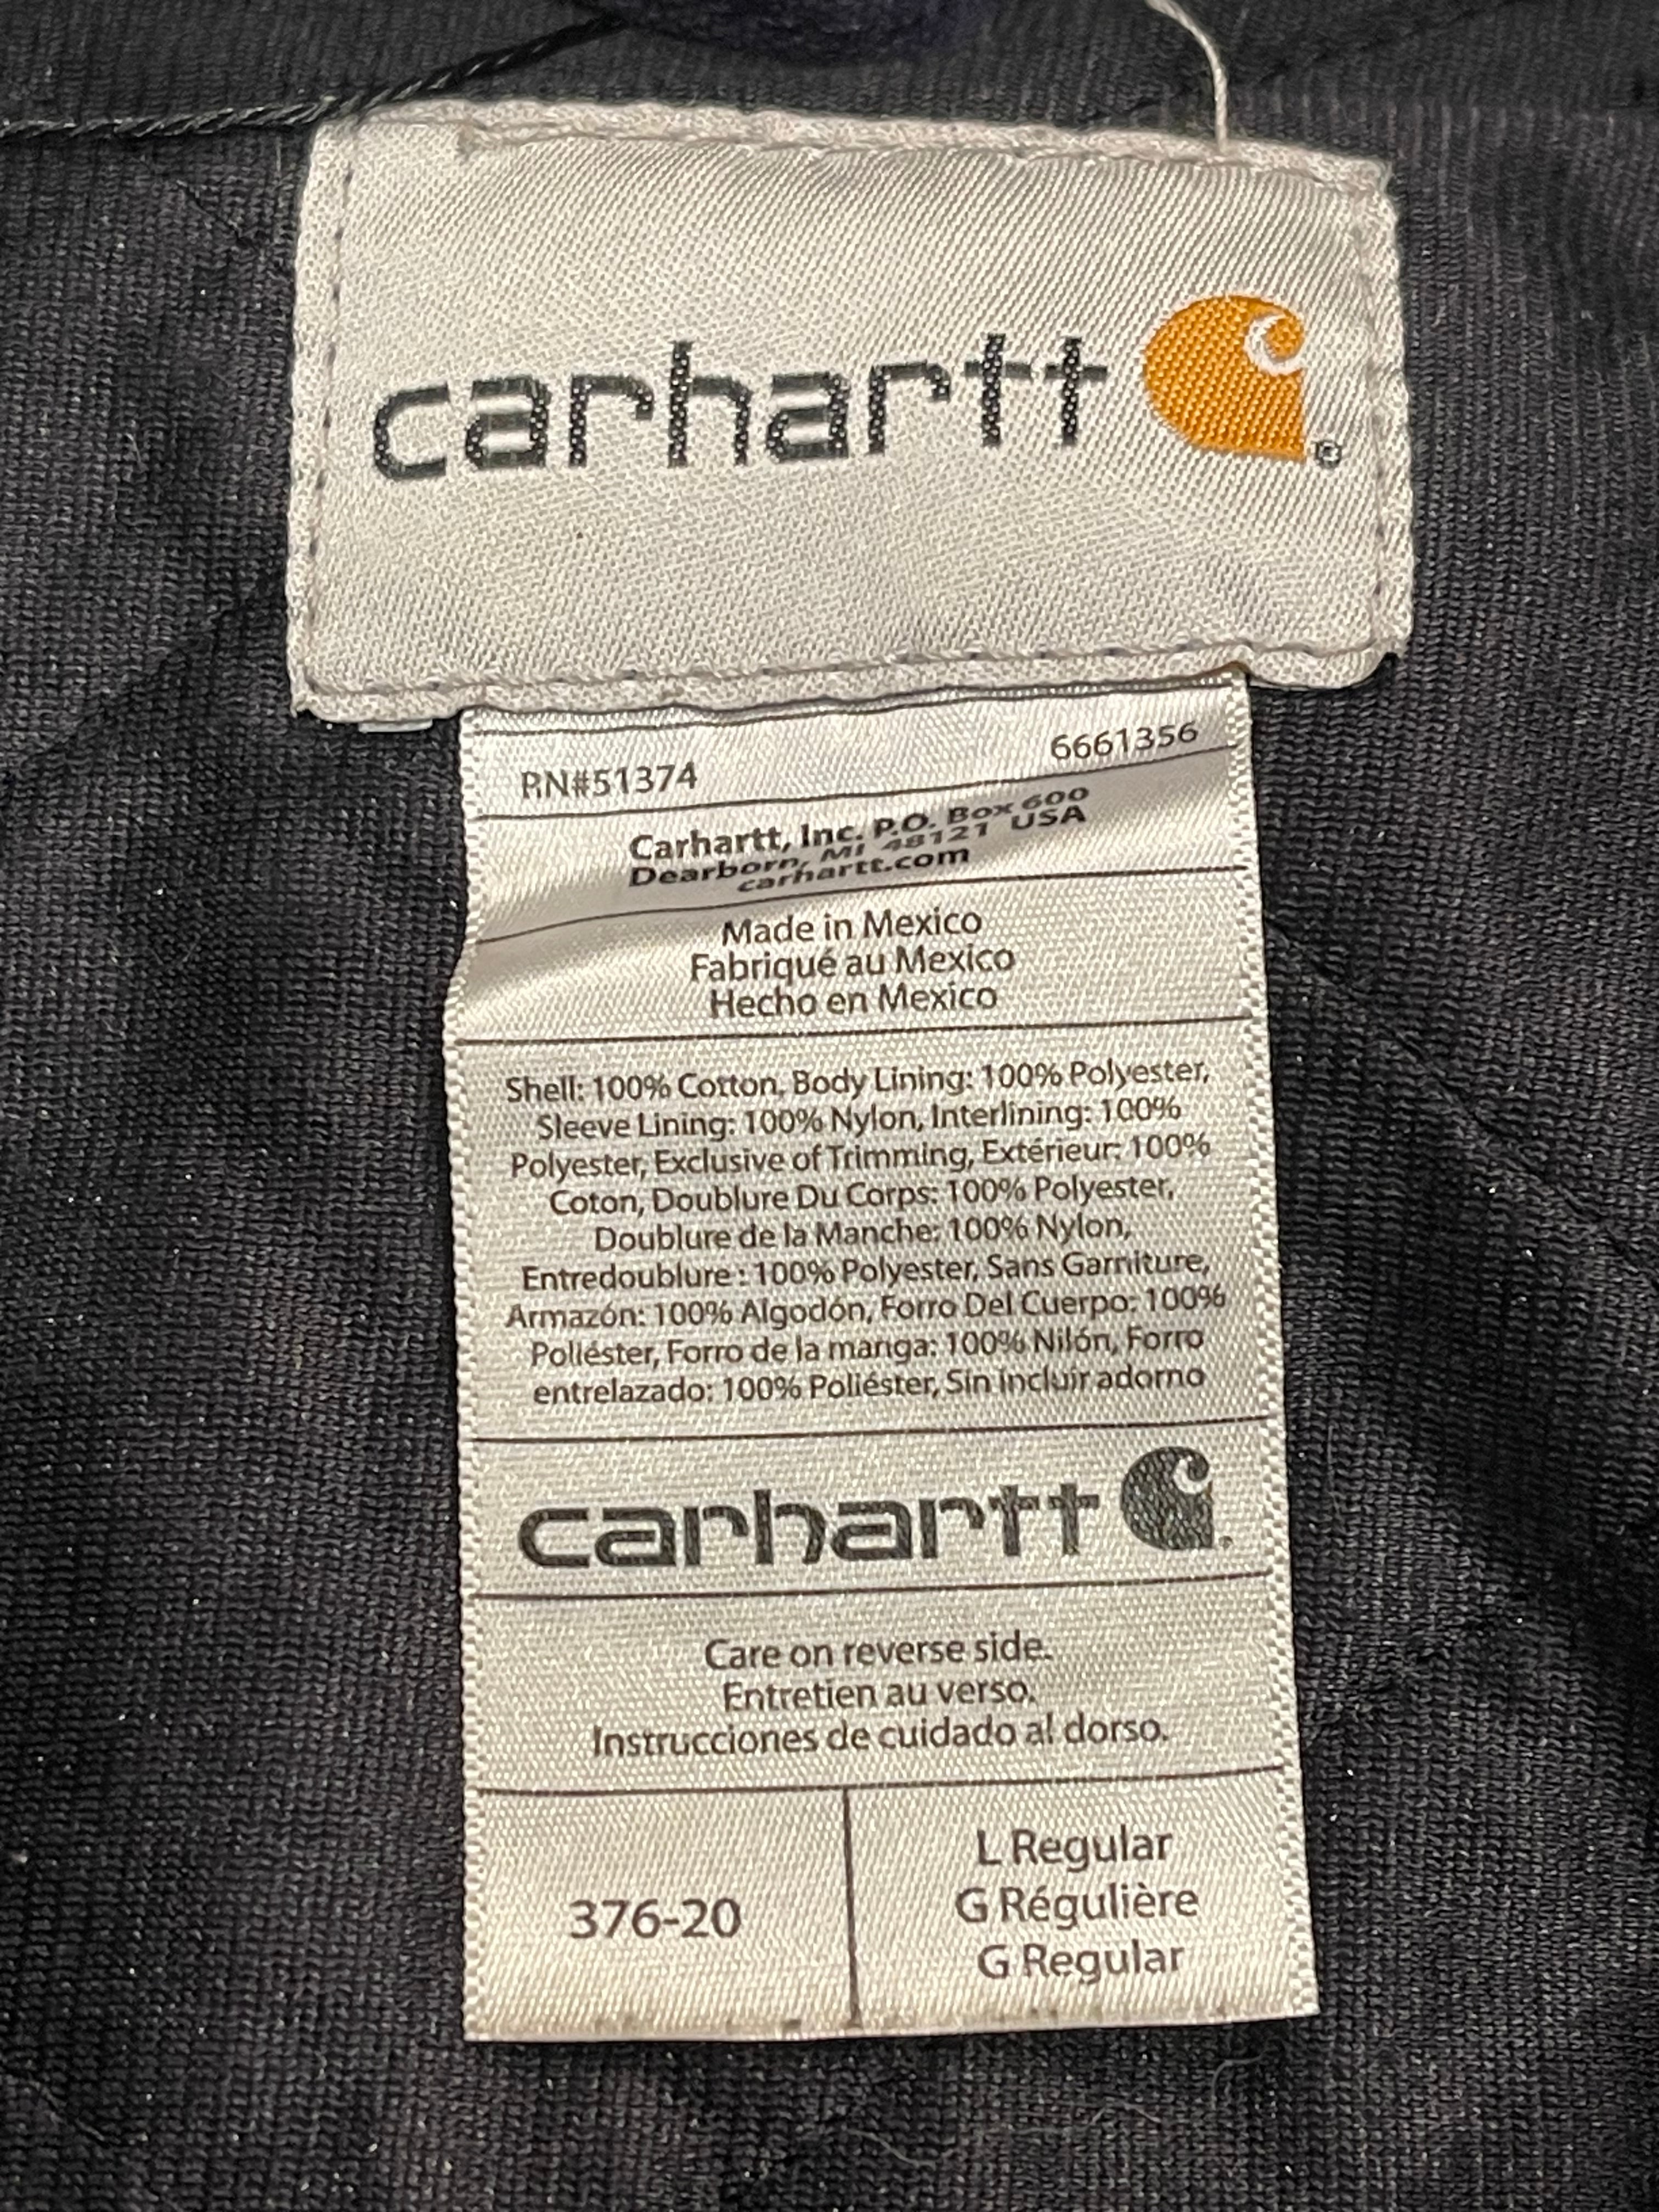 carhartt ®
RN#51374 6661356
Carhartt, Inc. P.O. Box 600
Dearborn, MI 48121 USA
carhartt.com
Made in Mexico
Fabriqué au Mexico
Hecho en Mexico
Shell: 100% Cotton, Body Lining: 100% Polyester,
Sleeve Lining: 100% Nylon, Interlining: 100%
Polyester, Exclusive of Trimming, Extérieur: 100%
Coton, Doublure Du Corps: 100% Polyester,
Doublure de la Manche: 100% Nylon,
Entredoublure : 100% Polyester, Sans Garniture,
Armazón: 100% Algodón, Forro Del Cuerpo: 100%
Poliéster, Forro de la manga: 100% Nilón, Forro
entrelazado: 100% Poliéster, Sin incluir adorno
carhartt
Care on reverse side.
Entretien au verso.
Instrucciones de cuidado al dorso.
376-20
L Regular
G Régulière
G Regular